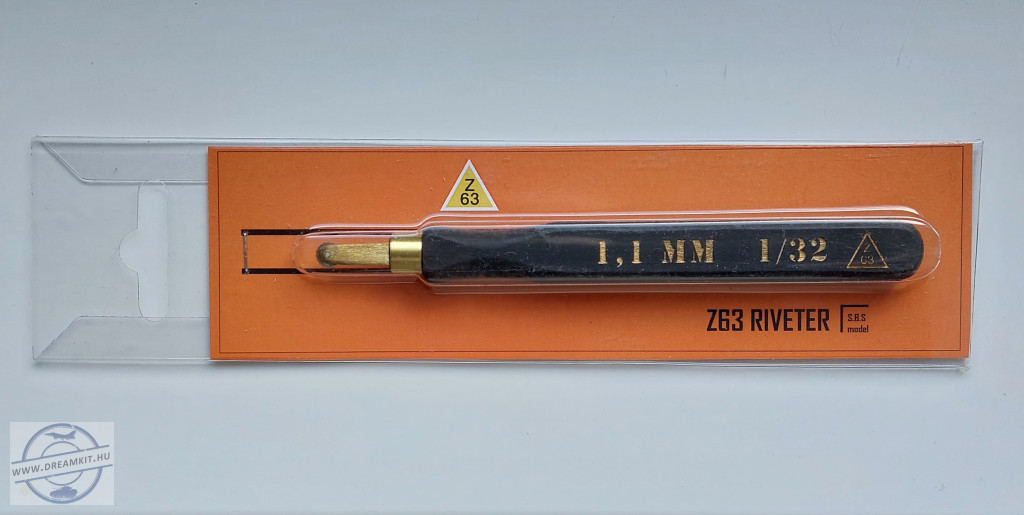 Z
63
1,1 MM 1/32
63
Z63 RIVETER
S.B.S
model
WWW.DREAMKIT.HU